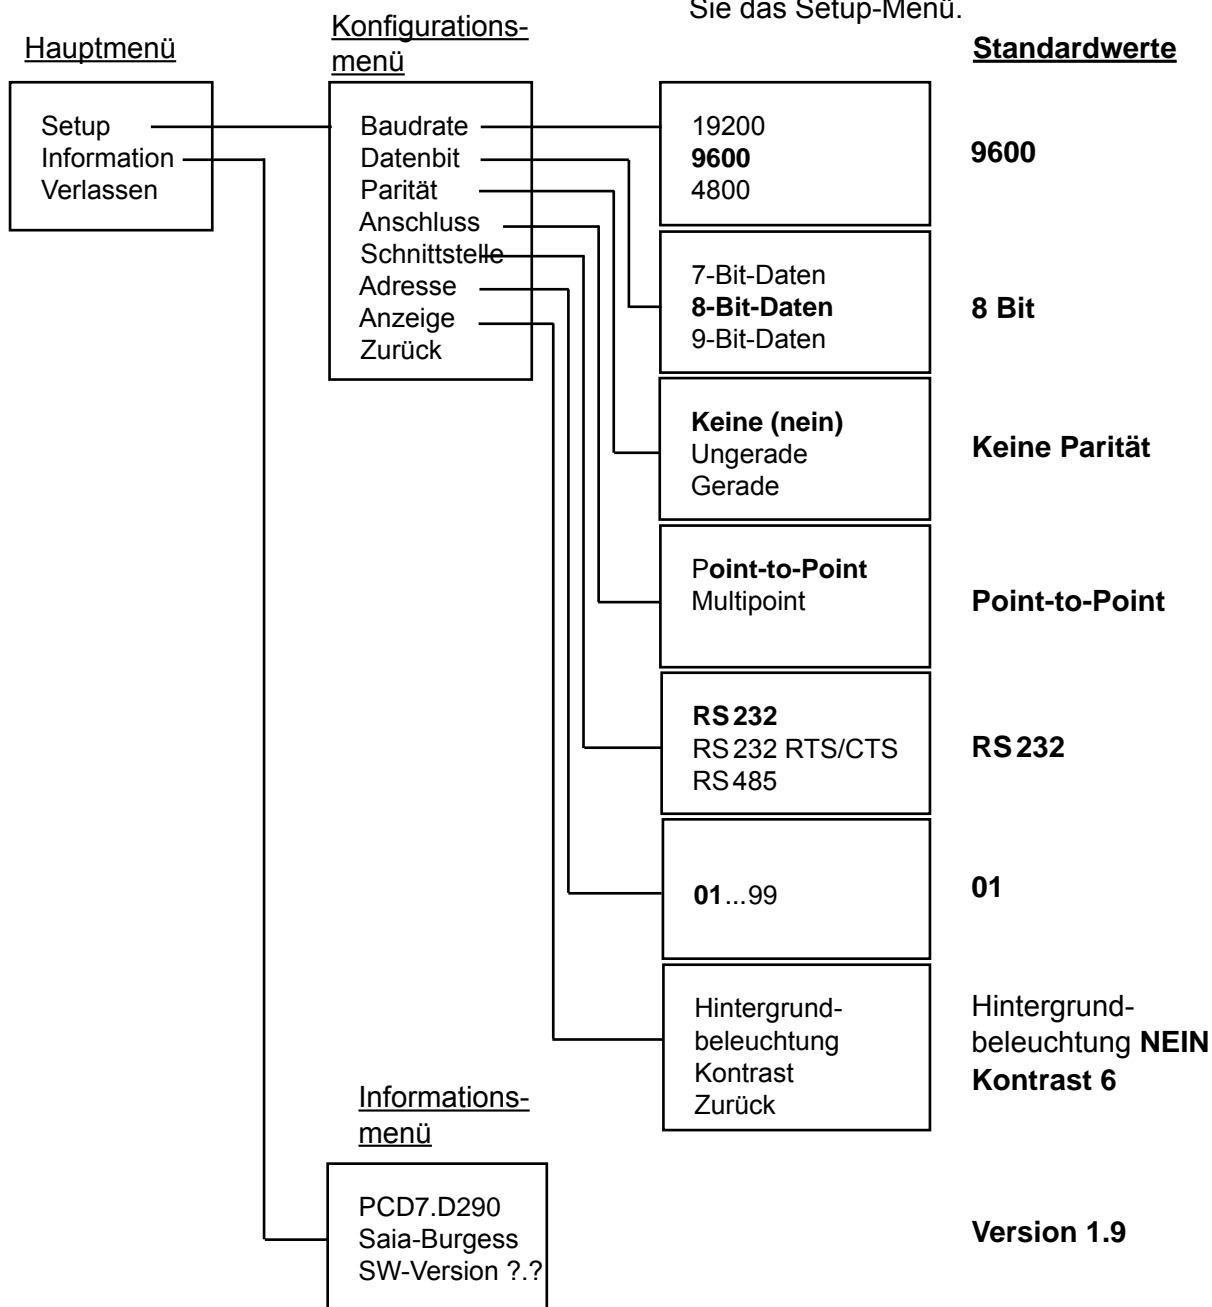 Sie das Setup-Menü.
Hauptmenü
Konfigurations-
menü
Standardwerte
Setup
Information
Verlassen
Baudrate
Datenbit
Parität
Anschluss
Schnittstelle
Adresse
Anzeige
Zurück
19200
9600
4800
9600
7-Bit-Daten
8-Bit-Daten
9-Bit-Daten
8 Bit
Keine (nein)
Ungerade
Gerade
Keine Parität
Point-to-Point
Multipoint
Point-to-Point
RS 232
RS 232 RTS/CTS
RS 485
RS 232
01...99
01
Hintergrund-
beleuchtung
Kontrast
Zurück
Hintergrund-
beleuchtung NEIN
Kontrast 6
Informations-
menü
PCD7.D290
Saia-Burgess
SW-Version ?.?
Version 1.9